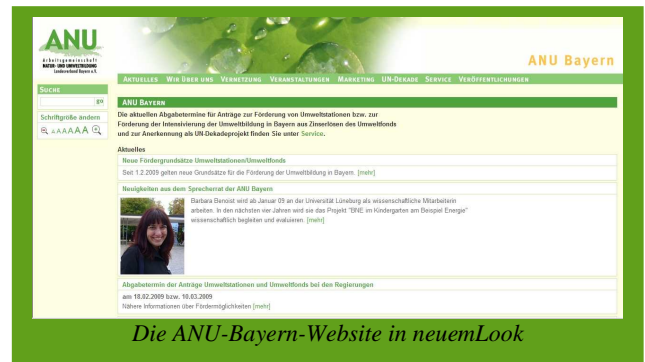 ANU
Arbeitsgemeinschaft
NATUR- UND UMWELTBILDUNG
Landesverband Bayern e.V.
ANU Bayern
AKTUELLES WIR ÜBER UNS VERNETZUNG VERANSTALTUNGEN MARKETING UN-DEKADE SERVICE VERÖFFENTLICHUNGEN
SUCHE
go
Schriftgröße ändern
A A A A A A
ANU BAYERN
Die aktuellen Abgabetermine für Anträge zur Förderung von Umweltstationen bzw. zur
Förderung der Intensivierung der Umweltbildung in Bayern aus Zinserlösen des Umweltfonds
und zur Anerkennung als UN-Dekadeprojekt finden Sie unter Service.
Aktuelles
Neue Fördergrundsätze Umweltstationen/Umweltfonds
Seit 1.2.2009 gelten neue Grundsätze für die Förderung der Umweltbildung in Bayern. [mehr]
Neuigkeiten aus dem Sprecherrat der ANU Bayern
Barbara Benoist wird ab Januar 09 an der Universität Lüneburg als wissenschaftliche Mitarbeiterin
arbeiten. In den nächsten vier Jahren wird sie das Projekt "BNE im Kindergarten am Beispiel Energie"
wissenschaftlich begleiten und evaluieren. [mehr]
Abgabetermin der Anträge Umweltstationen und Umweltfonds bei den Regierungen
am 18.02.2009 bzw. 10.03.2009
Nähere Informationen über Fördermöglichkeiten [mehr]
Die ANU-Bayern-Website in neuemLook